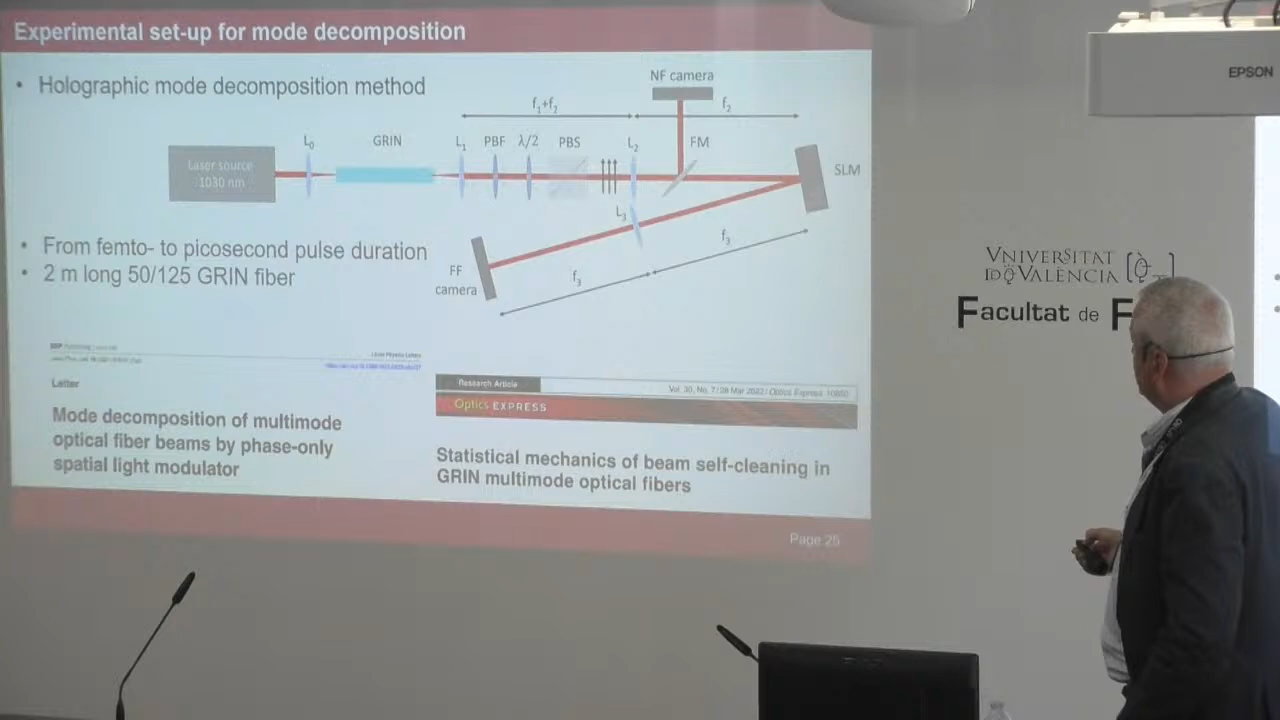 Experimental set-up for mode decomposition
• Holographic mode decomposition method
NF camera
f₁+f₂
f₂
L₀
GRIN
L₁
PBF
λ/2
PBS
L₂
FM
Laser source
1030 nm
SLM
L₃
f₃
FF
camera
f₃
• From femto- to picosecond pulse duration
• 2 m long 50/125 GRIN fiber
Letter
Laser Physics Letters
Mode decomposition of multimode
optical fiber beams by phase-only
spatial light modulator
Research Article
Vol. 30, No. 7/28 Mar 2022/Optics Express 10850
Optics EXPRESS
Statistical mechanics of beam self-cleaning in
GRIN multimode optical fibers
Page 25
EPSON
VNIVERSITAT
ID VALÈNCIA
Facultat de F